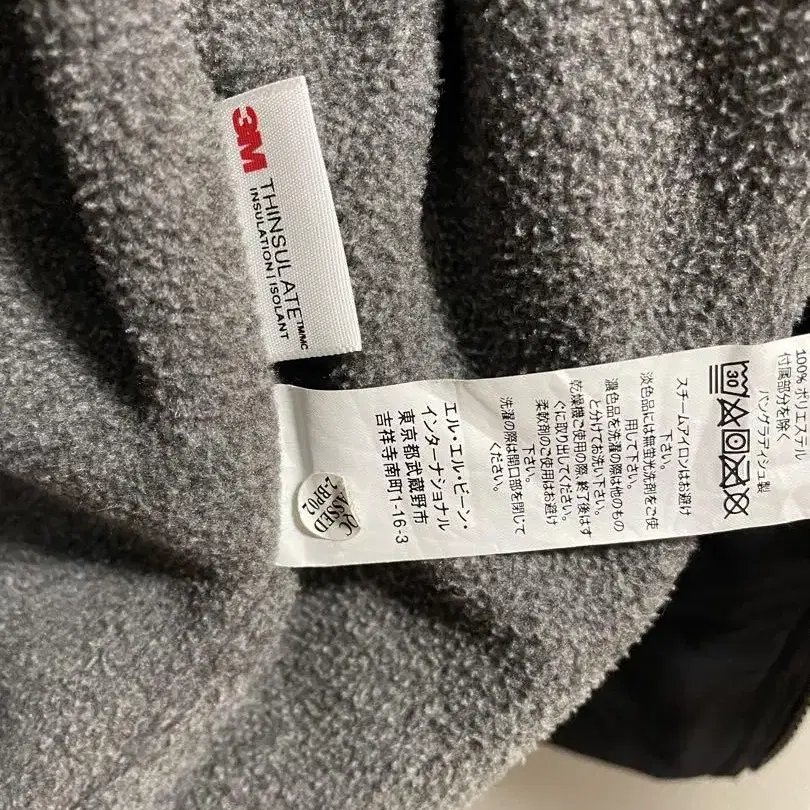 3M
THINSULATE™/MC
INSULATION | ISOLANT
100% ポリエステル
付属部分を除く
バングラディシュ製
30
スチームアイロンはお避け
下さい。
淡色品には無蛍光洗剤をご使
用して下さい。
濃色品を洗濯の際は他のもの
と分けてお洗い下さい。
乾燥機ご使用の際、終了後はす
ぐに取り出してください。
柔軟剤のご使用はお避け
下さい。
洗濯の際は開口部を閉じて
ください。
エル・エル・ビーン・
インターナショナル
東京都武蔵野市
吉祥寺南町1-16-3
QC
PASSED
2-BP02